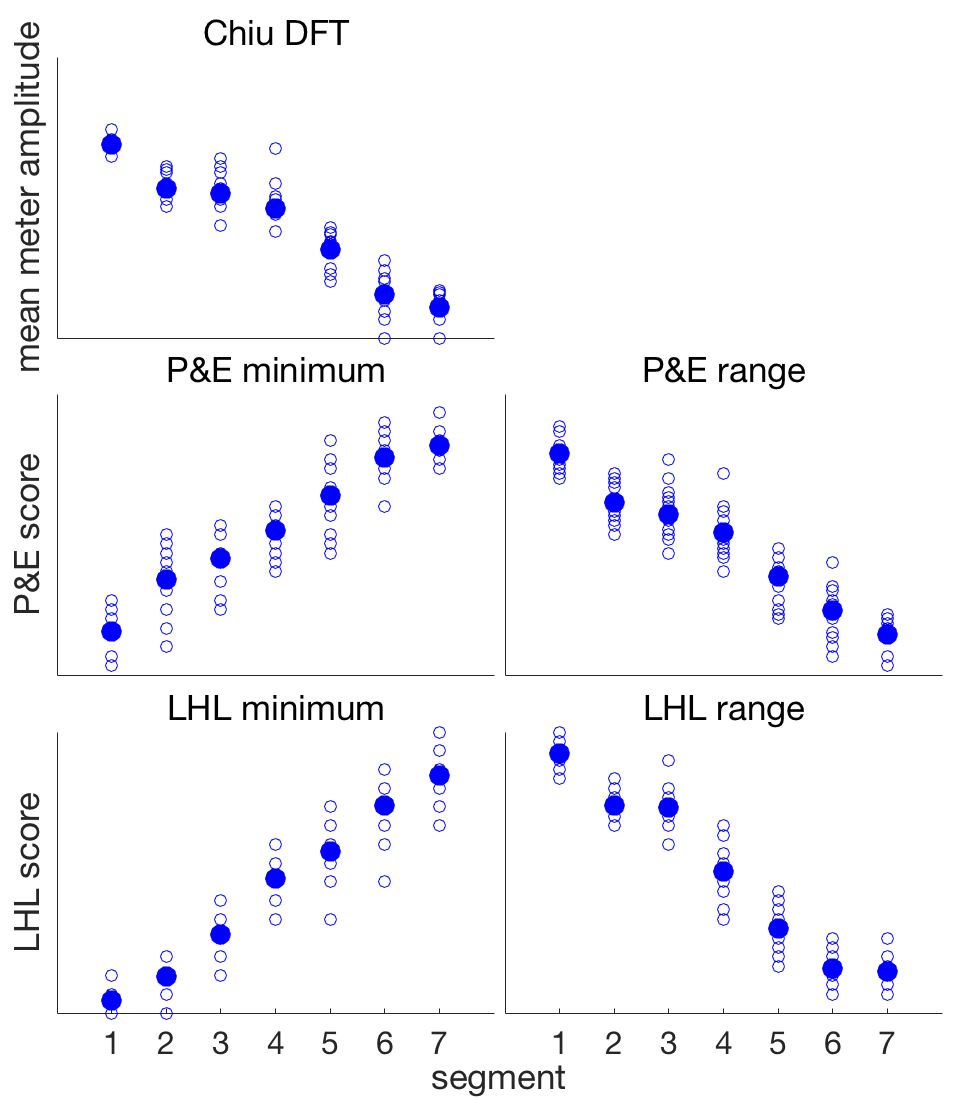 Chiu DFT
mean meter amplitude
P&E minimum
P&E range
P&E score
LHL minimum
LHL range
LHL score
1 2 3 4 5 6 7
1 2 3 4 5 6 7
segment